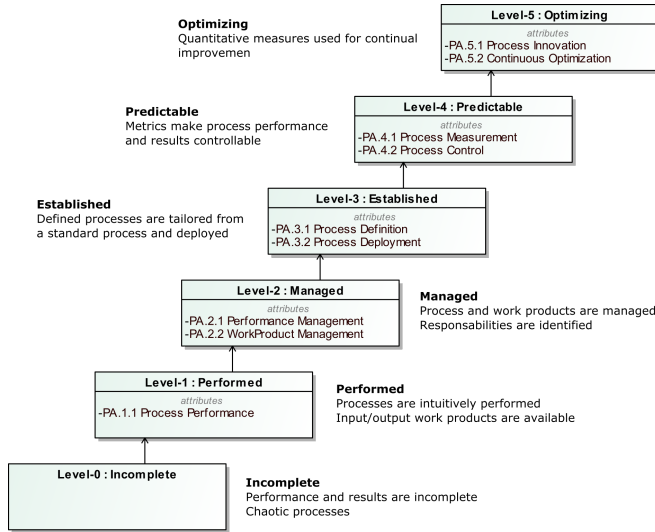 Level-5 : Optimizing
attributes
-PA.5.1 Process Innovation
-PA.5.2 Continuous Optimization
Optimizing
Quantitative measures used for continual
improvemen
Level-4 : Predictable
attributes
-PA.4.1 Process Measurement
-PA.4.2 Process Control
Predictable
Metrics make process performance
and results controllable
Level-3 : Established
attributes
-PA.3.1 Process Definition
-PA.3.2 Process Deployment
Established
Defined processes are tailored from
a standard process and deployed
Level-2 : Managed
attributes
-PA.2.1 Performance Management
-PA.2.2 WorkProduct Management
Managed
Process and work products are managed
Responsabilities are identified
Level-1 : Performed
attributes
-PA.1.1 Process Performance
Performed
Processes are intuitively performed
Input/output work products are available
Level-0 : Incomplete
Incomplete
Performance and results are incomplete
Chaotic processes